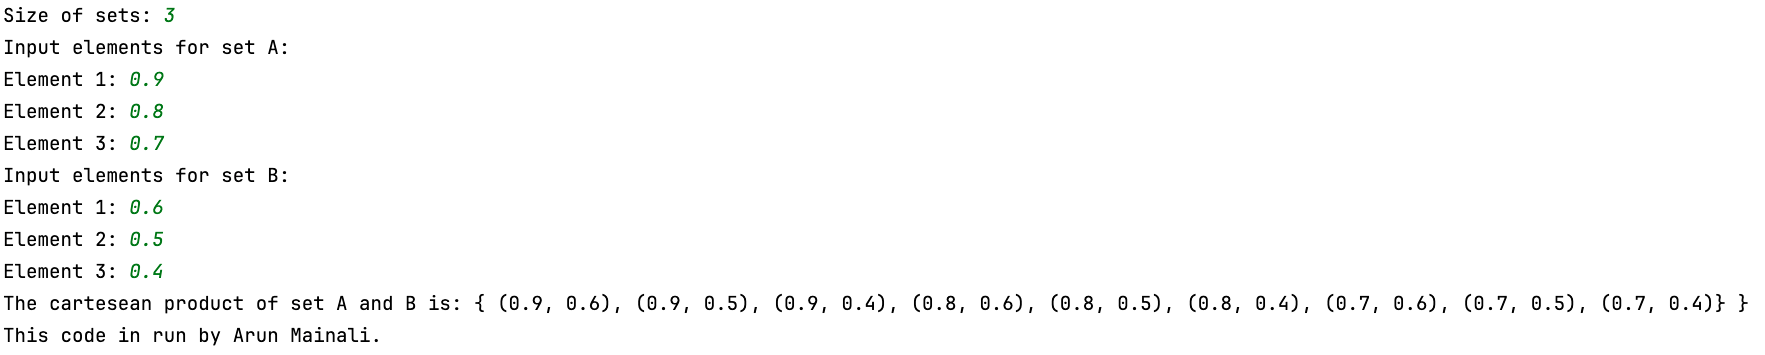 Size of sets: 3
Input elements for set A:
Element 1: 0.9
Element 2: 0.8
Element 3: 0.7
Input elements for set B:
Element 1: 0.6
Element 2: 0.5
Element 3: 0.4
The cartesean product of set A and B is: { (0.9, 0.6), (0.9, 0.5), (0.9, 0.4), (0.8, 0.6), (0.8, 0.5), (0.8, 0.4), (0.7, 0.6), (0.7, 0.5), (0.7, 0.4)} }
This code in run by Arun Mainali.